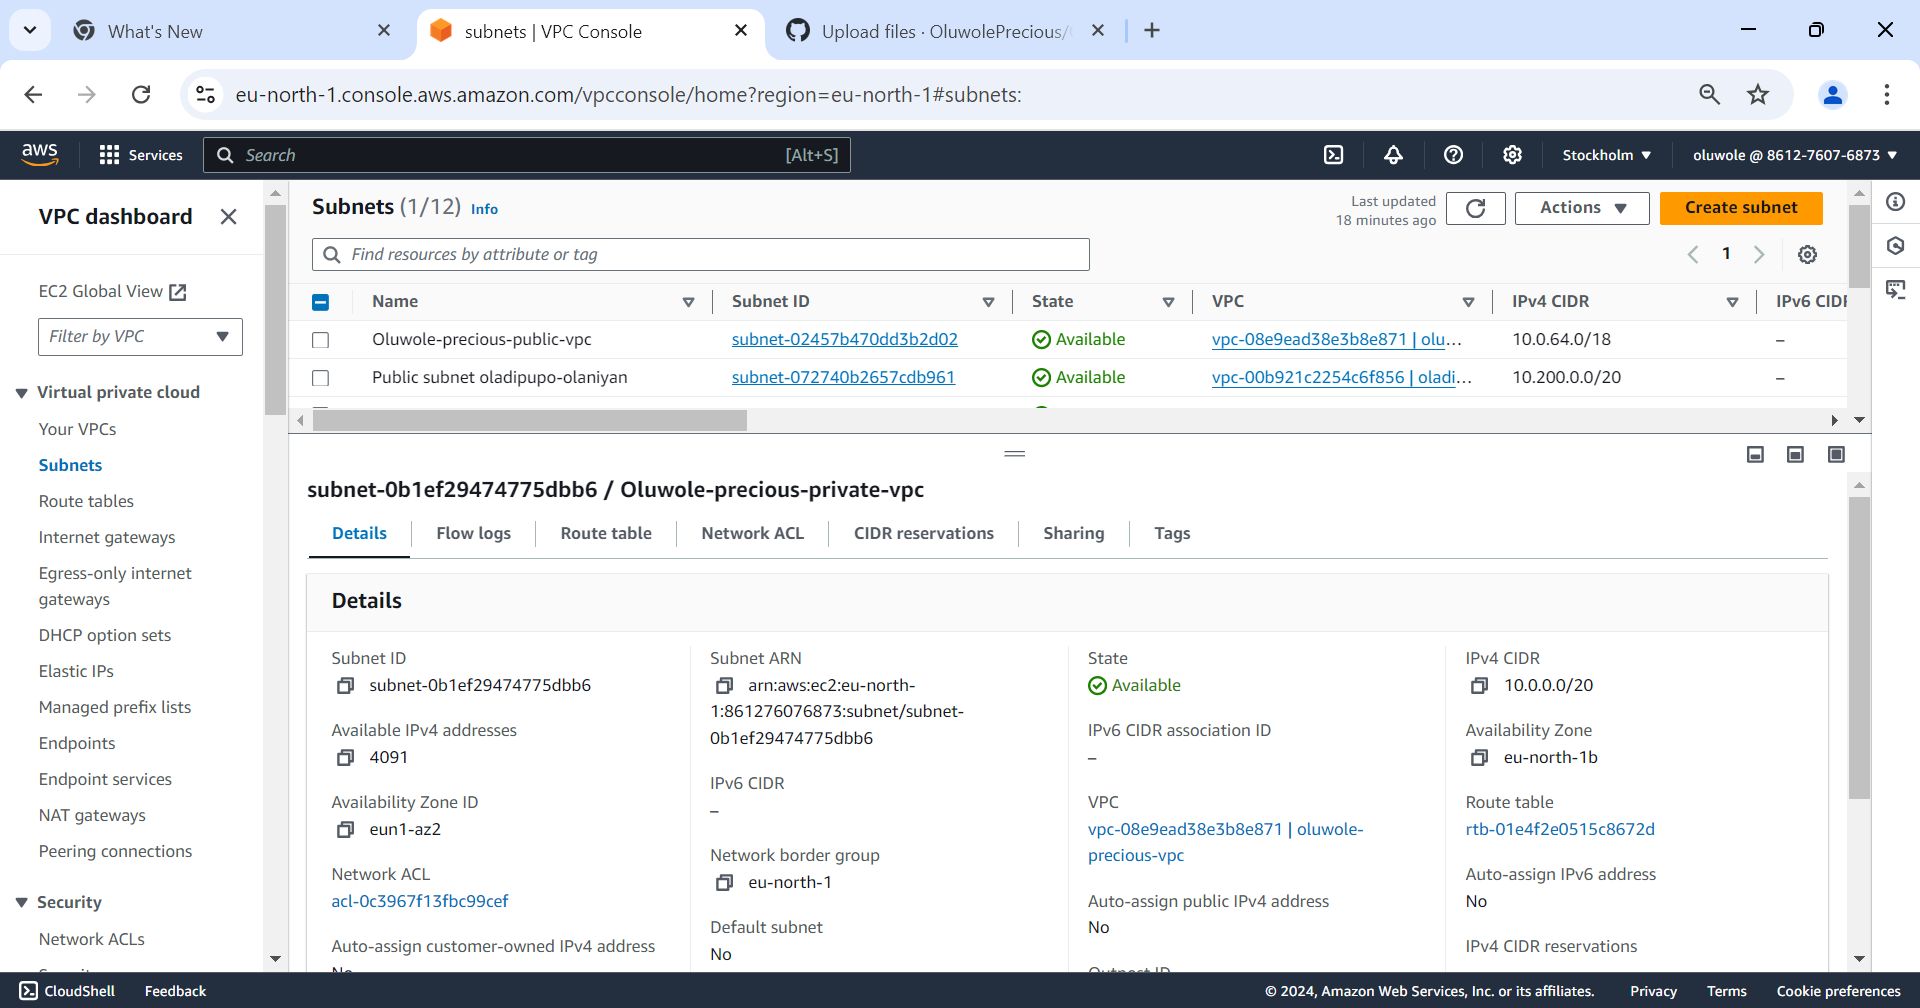 What's New
subnets | VPC Console
Upload files · OluwolePrecious/
eu-north-1.console.aws.amazon.com/vpcconsole/home?region=eu-north-1#subnets:
aws
Services
Search
[Alt+S]
Stockholm
oluwole @ 8612-7607-6873
VPC dashboard
EC2 Global View
Filter by VPC
Virtual private cloud
Your VPCs
Subnets
Route tables
Internet gateways
Egress-only internet
gateways
DHCP option sets
Elastic IPs
Managed prefix lists
Endpoints
Endpoint services
NAT gateways
Peering connections
Security
Network ACLs
Subnets (1/12) Info
Last updated
18 minutes ago
Actions
Create subnet
Find resources by attribute or tag
1
Name
Subnet ID
State
VPC
IPv4 CIDR
IPv6 CIDR
Oluwole-precious-public-vpc
subnet-02457b470dd3b2d02
Available
vpc-08e9ead38e3b8e871 | olu...
10.0.64.0/18
–
Public subnet oladipupo-olaniyan
subnet-072740b2657cdb961
Available
vpc-00b921c2254c6f856 | oladi...
10.200.0.0/20
–
subnet-0b1ef29474775dbb6 / Oluwole-precious-private-vpc
Details
Flow logs
Route table
Network ACL
CIDR reservations
Sharing
Tags
Details
Subnet ID
subnet-0b1ef29474775dbb6
Available IPv4 addresses
4091
Availability Zone ID
eun1-az2
Network ACL
acl-0c3967f13fbc99cef
Auto-assign customer-owned IPv4 address
No
Subnet ARN
arn:aws:ec2:eu-north-
1:861276076873:subnet/subnet-
0b1ef29474775dbb6
IPv6 CIDR
–
Network border group
eu-north-1
Default subnet
No
State
Available
IPv6 CIDR association ID
–
VPC
vpc-08e9ead38e3b8e871 | oluwole-
precious-vpc
Auto-assign public IPv4 address
No
Outpost ID
IPv4 CIDR
10.0.0.0/20
Availability Zone
eu-north-1b
Route table
rtb-01e4f2e0515c8672d
Auto-assign IPv6 address
No
IPv4 CIDR reservations
CloudShell
Feedback
© 2024, Amazon Web Services, Inc. or its affiliates.
Privacy
Terms
Cookie preferences